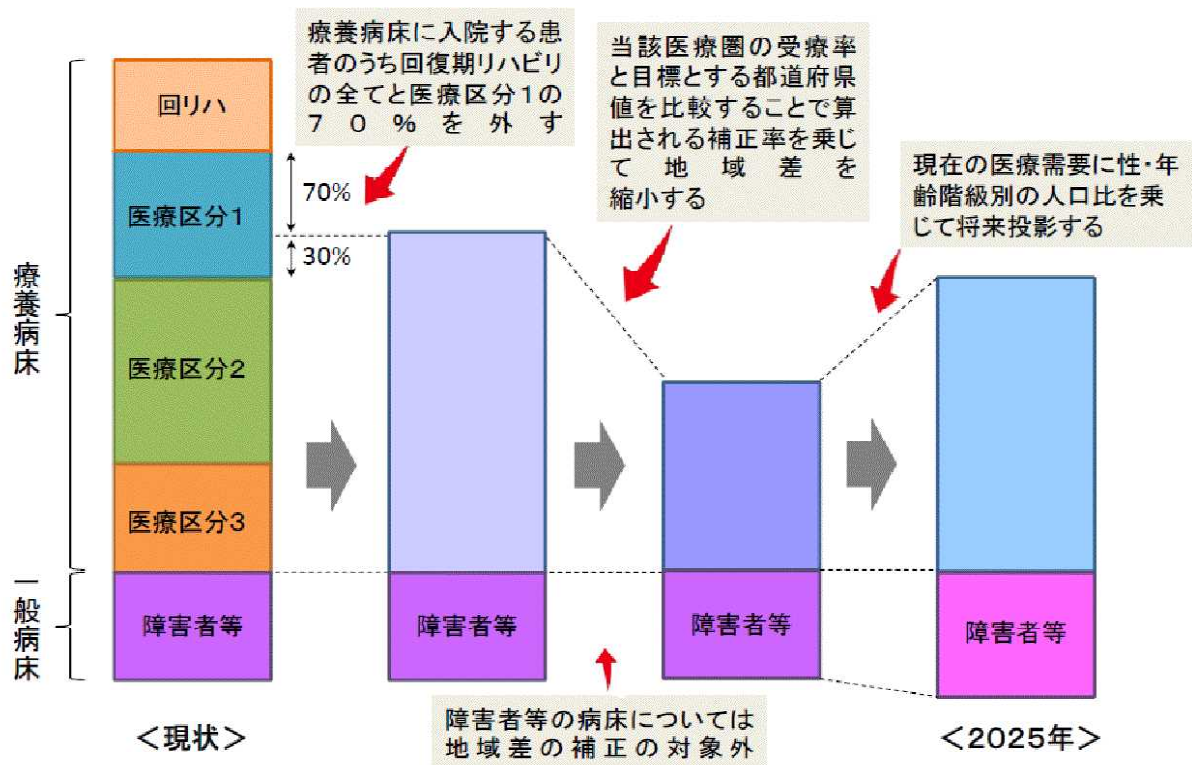 療養病床に入院する患
者のうち回復期リハビリ
の全てと医療区分1の
70%を外す
当該医療圏の受療率
と目標とする都道府県
値を比較することで算
出される補正率を乗じ
て地域差を
縮小する
現在の医療需要に性・年
齢階級別の人口比を乗
じて将来投影する
療養病床
一般病床
回リハ
医療区分1
医療区分2
医療区分3
障害者等
70%
30%
障害者等
障害者等
障害者等
障害者等の病床については
地域差の補正の対象外
<現状>
<2025年>